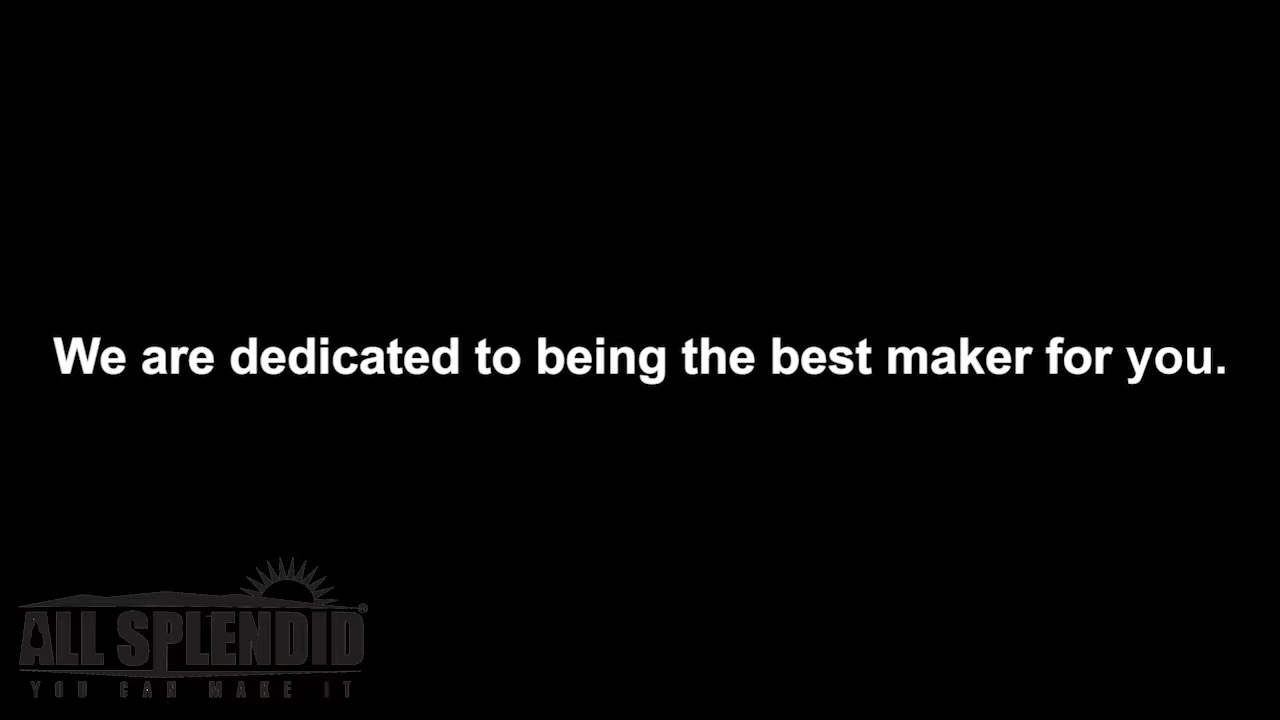 We are dedicated to being the best maker for you.
ALL SPLENDID®
YOU CAN MAKE IT